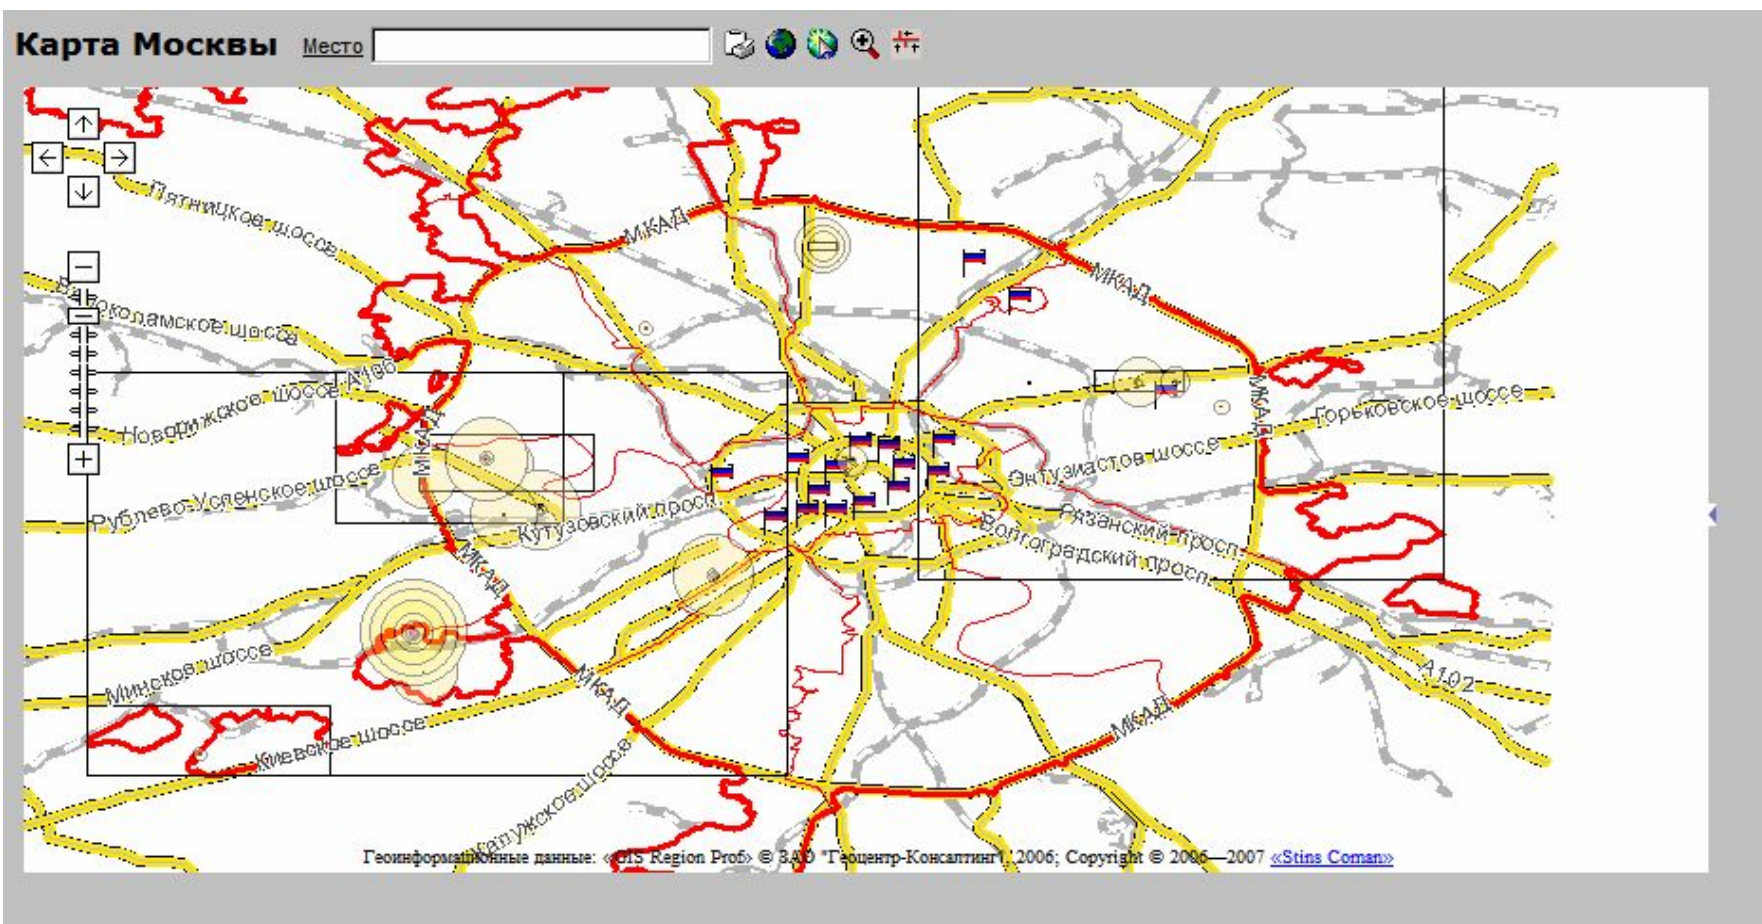 Карта Москвы Место
Пятницкое шоссе
МКАД
МКАД
Волоколамское шоссе
Новорижское шоссе А106
МКАД
МКАД
Горьковское шоссе
Энтузиастов шоссе
Рублево-Успенское шоссе
Кутузовский просп.
Рязанский просп.
Волгоградский просп.
МКАД
Минское шоссе
МКАД
А102
МКАД
Киевское шоссе
Калужское шоссе
Геоинформационные данные: «GIS Region Prof» © ЗАО "Геоцентр-Консалтинг", 2006; Copyright © 2006—2007 «Stins Coman»